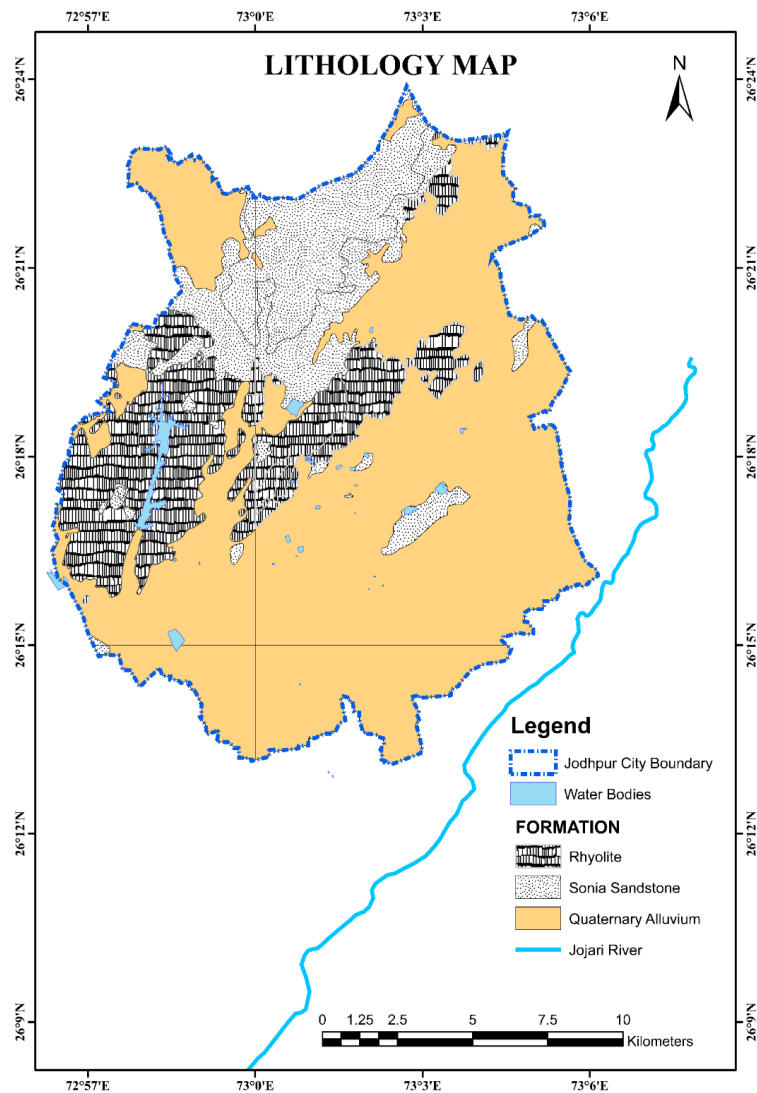 72°57'E 73°0'E 73°3'E 73°6'E
LITHOLOGY MAP
N
26°24'N 26°24'N
26°21'N 26°21'N
26°18'N 26°18'N
26°15'N 26°15'N
Legend
Jodhpur City Boundary
Water Bodies
FORMATION
26°11'N 26°11'N
Rhyolite
Sonia Sandstone
Quaternary Alluvium
Jojari River
26°9'N 26°9'N
0 1.25 2.5 5 7.5 10
Kilometers
72°57'E 73°0'E 73°3'E 73°6'E